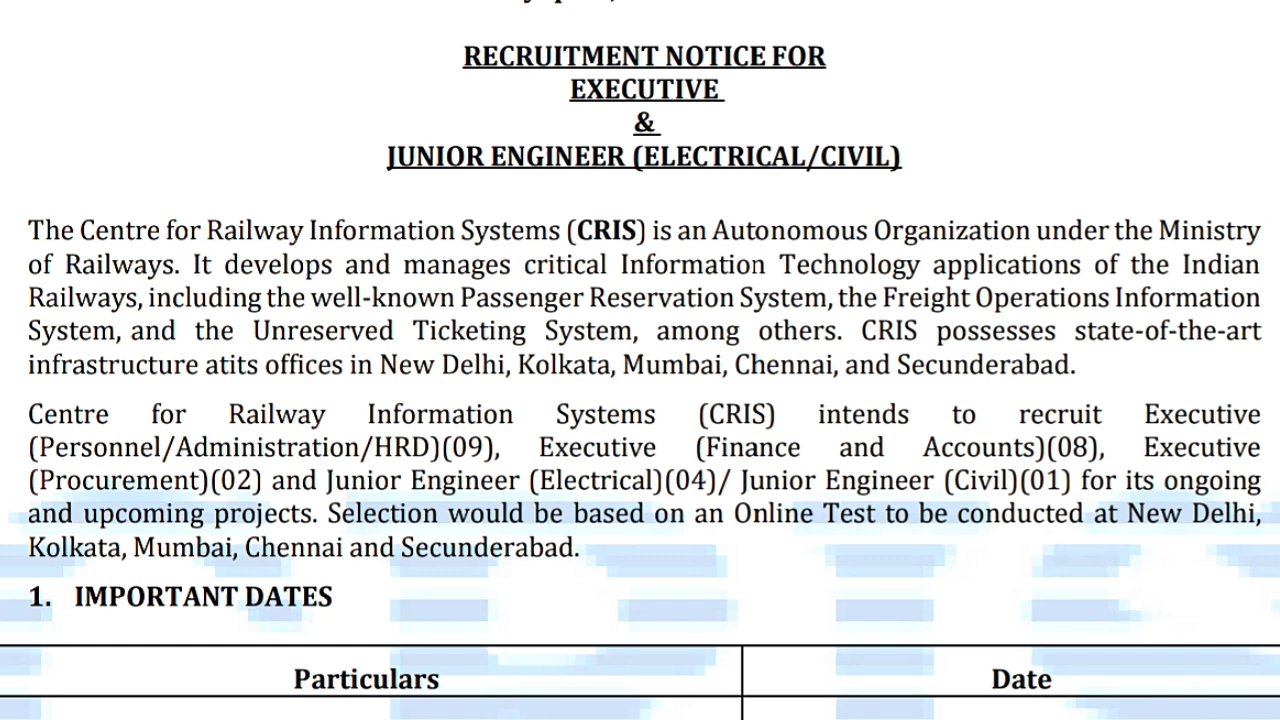 RECRUITMENT NOTICE FOR
EXECUTIVE
&
JUNIOR ENGINEER (ELECTRICAL/CIVIL)
The Centre for Railway Information Systems (CRIS) is an Autonomous Organization under the Ministry
of Railways. It develops and manages critical Information Technology applications of the Indian
Railways, including the well-known Passenger Reservation System, the Freight Operations Information
System, and the Unreserved Ticketing System, among others. CRIS possesses state-of-the-art
infrastructure atits offices in New Delhi, Kolkata, Mumbai, Chennai, and Secunderabad.
Centre for Railway Information Systems (CRIS) intends to recruit Executive
(Personnel/Administration/HRD)(09), Executive (Finance and Accounts)(08), Executive
(Procurement)(02) and Junior Engineer (Electrical)(04)/ Junior Engineer (Civil)(01) for its ongoing
and upcoming projects. Selection would be based on an Online Test to be conducted at New Delhi,
Kolkata, Mumbai, Chennai and Secunderabad.
1. IMPORTANT DATES
Particulars Date